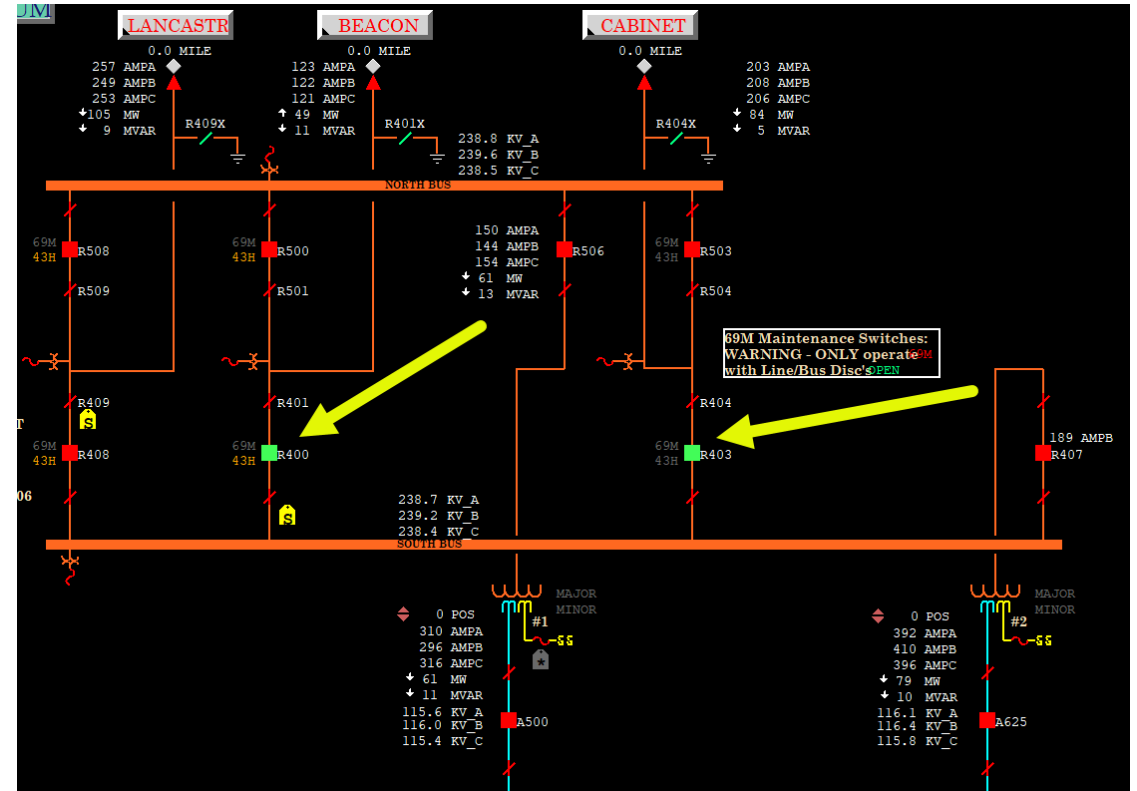 UM
LANCASTR
BEACON
CABINET
0.0 MILE
0.0 MILE
0.0 MILE
257 AMPA
249 AMPB
253 AMPC
105 MW
9 MVAR
123 AMPA
122 AMPB
121 AMPC
49 MW
11 MVAR
203 AMPA
208 AMPB
206 AMPC
84 MW
5 MVAR
R409X
R401X
R404X
238.8 KV_A
239.6 KV_B
238.5 KV_C
NORTH BUS
69M
43H
R508
69M
43H
R500
150 AMPA
144 AMPB
154 AMPC
61 MW
13 MVAR
R506
69M
43H
R503
R509
R501
R504
69M Maintenance Switches:
WARNING - ONLY operate
69M
with Line/Bus Disc's
OPEN
R409
S
R401
R404
T
69M
43H
R408
69M
43H
R400
69M
43H
R403
189 AMPB
R407
06
S
238.7 KV_A
239.2 KV_B
238.4 KV_C
SOUTH BUS
MAJOR
MINOR
#1
SS
0 POS
310 AMPA
296 AMPB
316 AMPC
61 MW
11 MVAR
115.6 KV_A
116.0 KV_B
115.4 KV_C
A500
MAJOR
MINOR
#2
SS
0 POS
392 AMPA
410 AMPB
396 AMPC
79 MW
10 MVAR
116.1 KV_A
116.4 KV_B
115.8 KV_C
A625